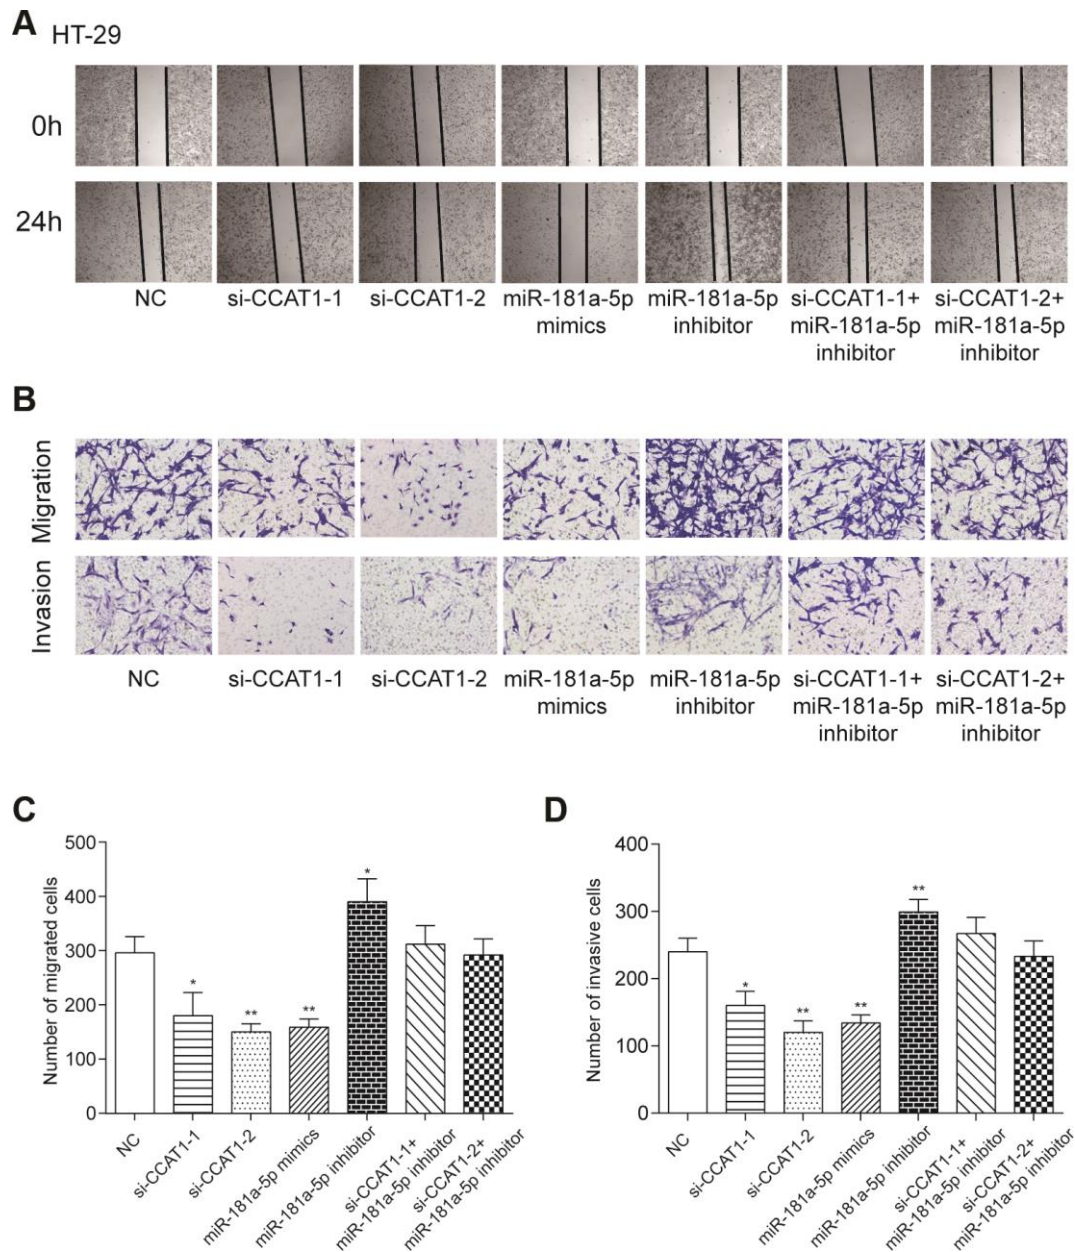 A HT-29
0h
24h
NC si-CCAT1-1 si-CCAT1-2 miR-181a-5p miR-181a-5p si-CCAT1-1+ si-CCAT1-2+
mimics inhibitor miR-181a-5p miR-181a-5p
inhibitor inhibitor
B
Migration
Invasion
NC si-CCAT1-1 si-CCAT1-2 miR-181a-5p miR-181a-5p si-CCAT1-1+ si-CCAT1-2+
mimics inhibitor miR-181a-5p miR-181a-5p
inhibitor inhibitor
C
Number of migrated cells
500
400
300
200
100
0
* ** ** *
NC
si-CCAT1-1
si-CCAT1-2
miR-181a-5p mimics
miR-181a-5p inhibitor
si-CCAT1-1+
miR-181a-5p inhibitor
si-CCAT1-2+
miR-181a-5p inhibitor
D
Number of invasive cells
400
300
200
100
0
* ** ** **
NC
si-CCAT1-1
si-CCAT1-2
miR-181a-5p mimics
miR-181a-5p inhibitor
si-CCAT1-1+
miR-181a-5p inhibitor
si-CCAT1-2+
miR-181a-5p inhibitor